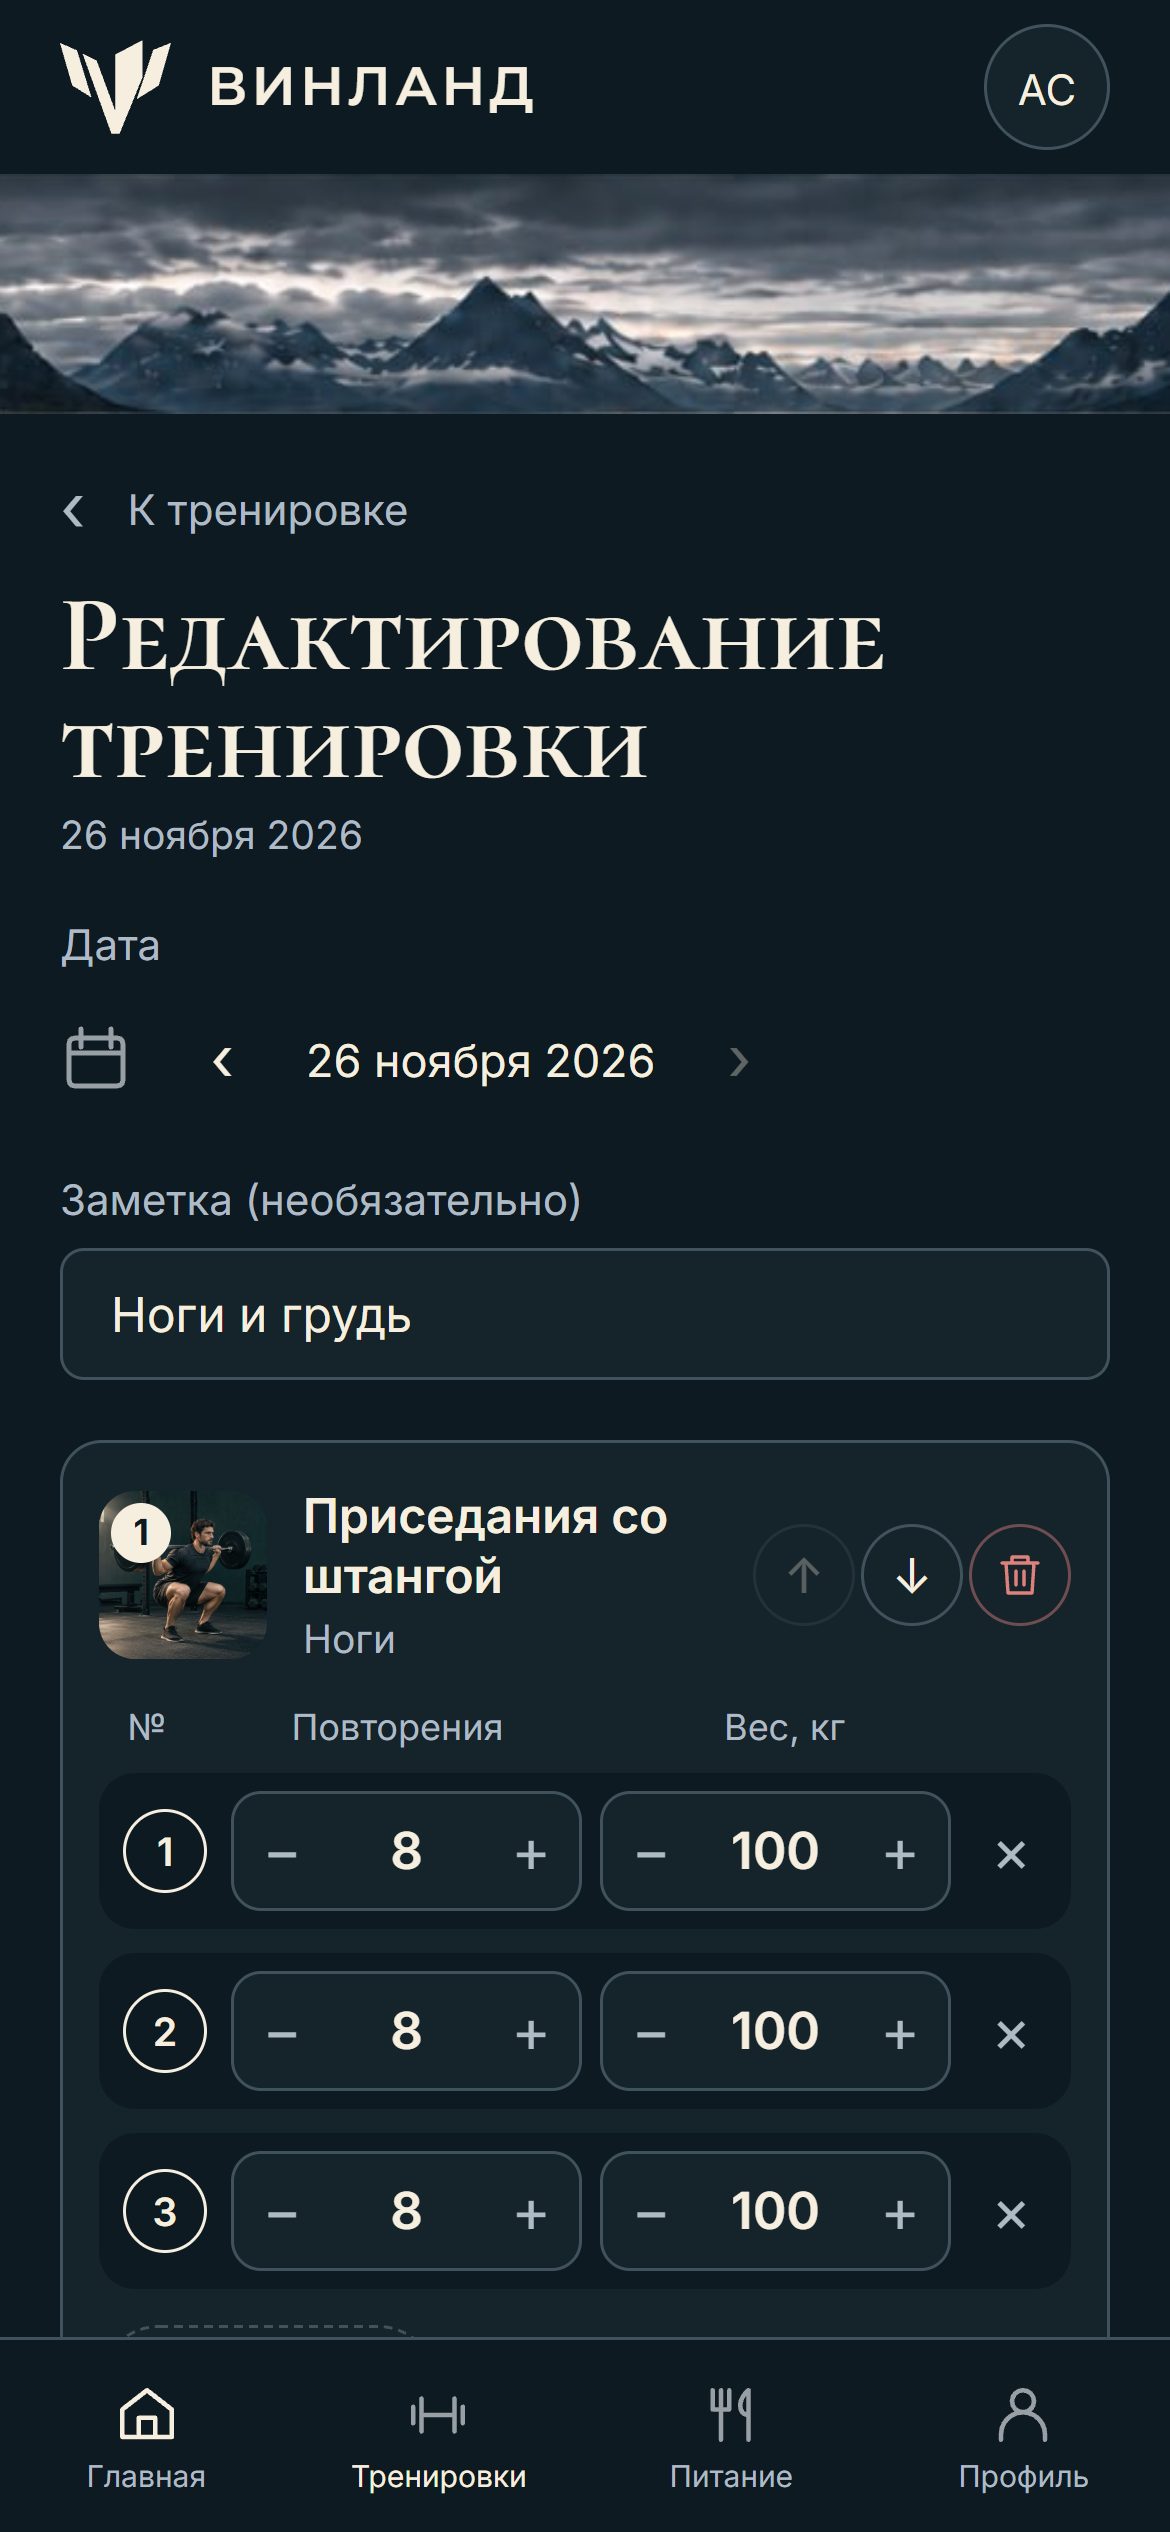 ВИНЛАНД
АС
К тренировке
Редактирование
тренировки
26 ноября 2026
Дата
26 ноября 2026
Заметка (необязательно)
Ноги и грудь
1
Приседания со
штангой
Ноги
№ Повторения Вес, кг
1 − 8 + − 100 + ×
2 − 8 + − 100 + ×
3 − 8 + − 100 + ×
Главная Тренировки Питание Профиль